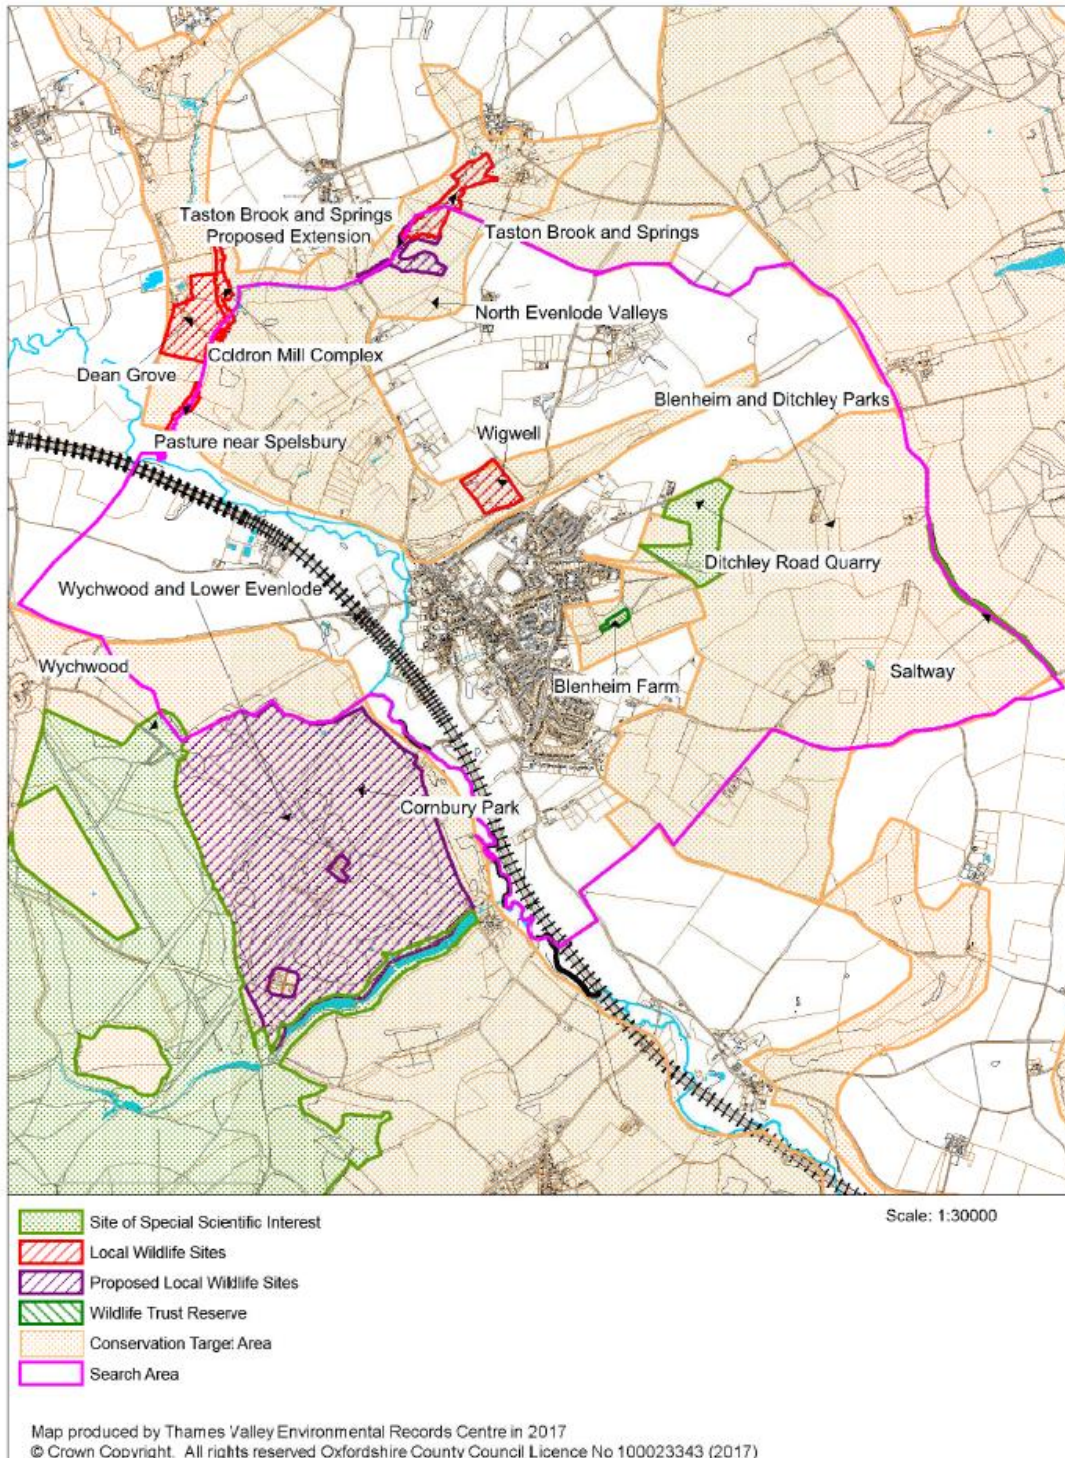 Taston Brook and Springs
Proposed Extension
Taston Brook and Springs
North Evenlode Valleys
Coldron Mill Complex
Dean Grove
Blenheim and Ditchley Parks
Pasture near Spelsbury
Wigwell
Ditchley Road Quarry
Wychwood and Lower Evenlode
Wychwood
Saltway
Blenheim Farm
Cornbury Park
Site of Special Scientific Interest
Scale: 1:30000
Local Wildlife Sites
Proposed Local Wildlife Sites
Wildlife Trust Reserve
Conservation Target Area
Search Area
Map produced by Thames Valley Environmental Records Centre in 2017
© Crown Copyright. All rights reserved Oxfordshire County Council Licence No 100023343 (2017)